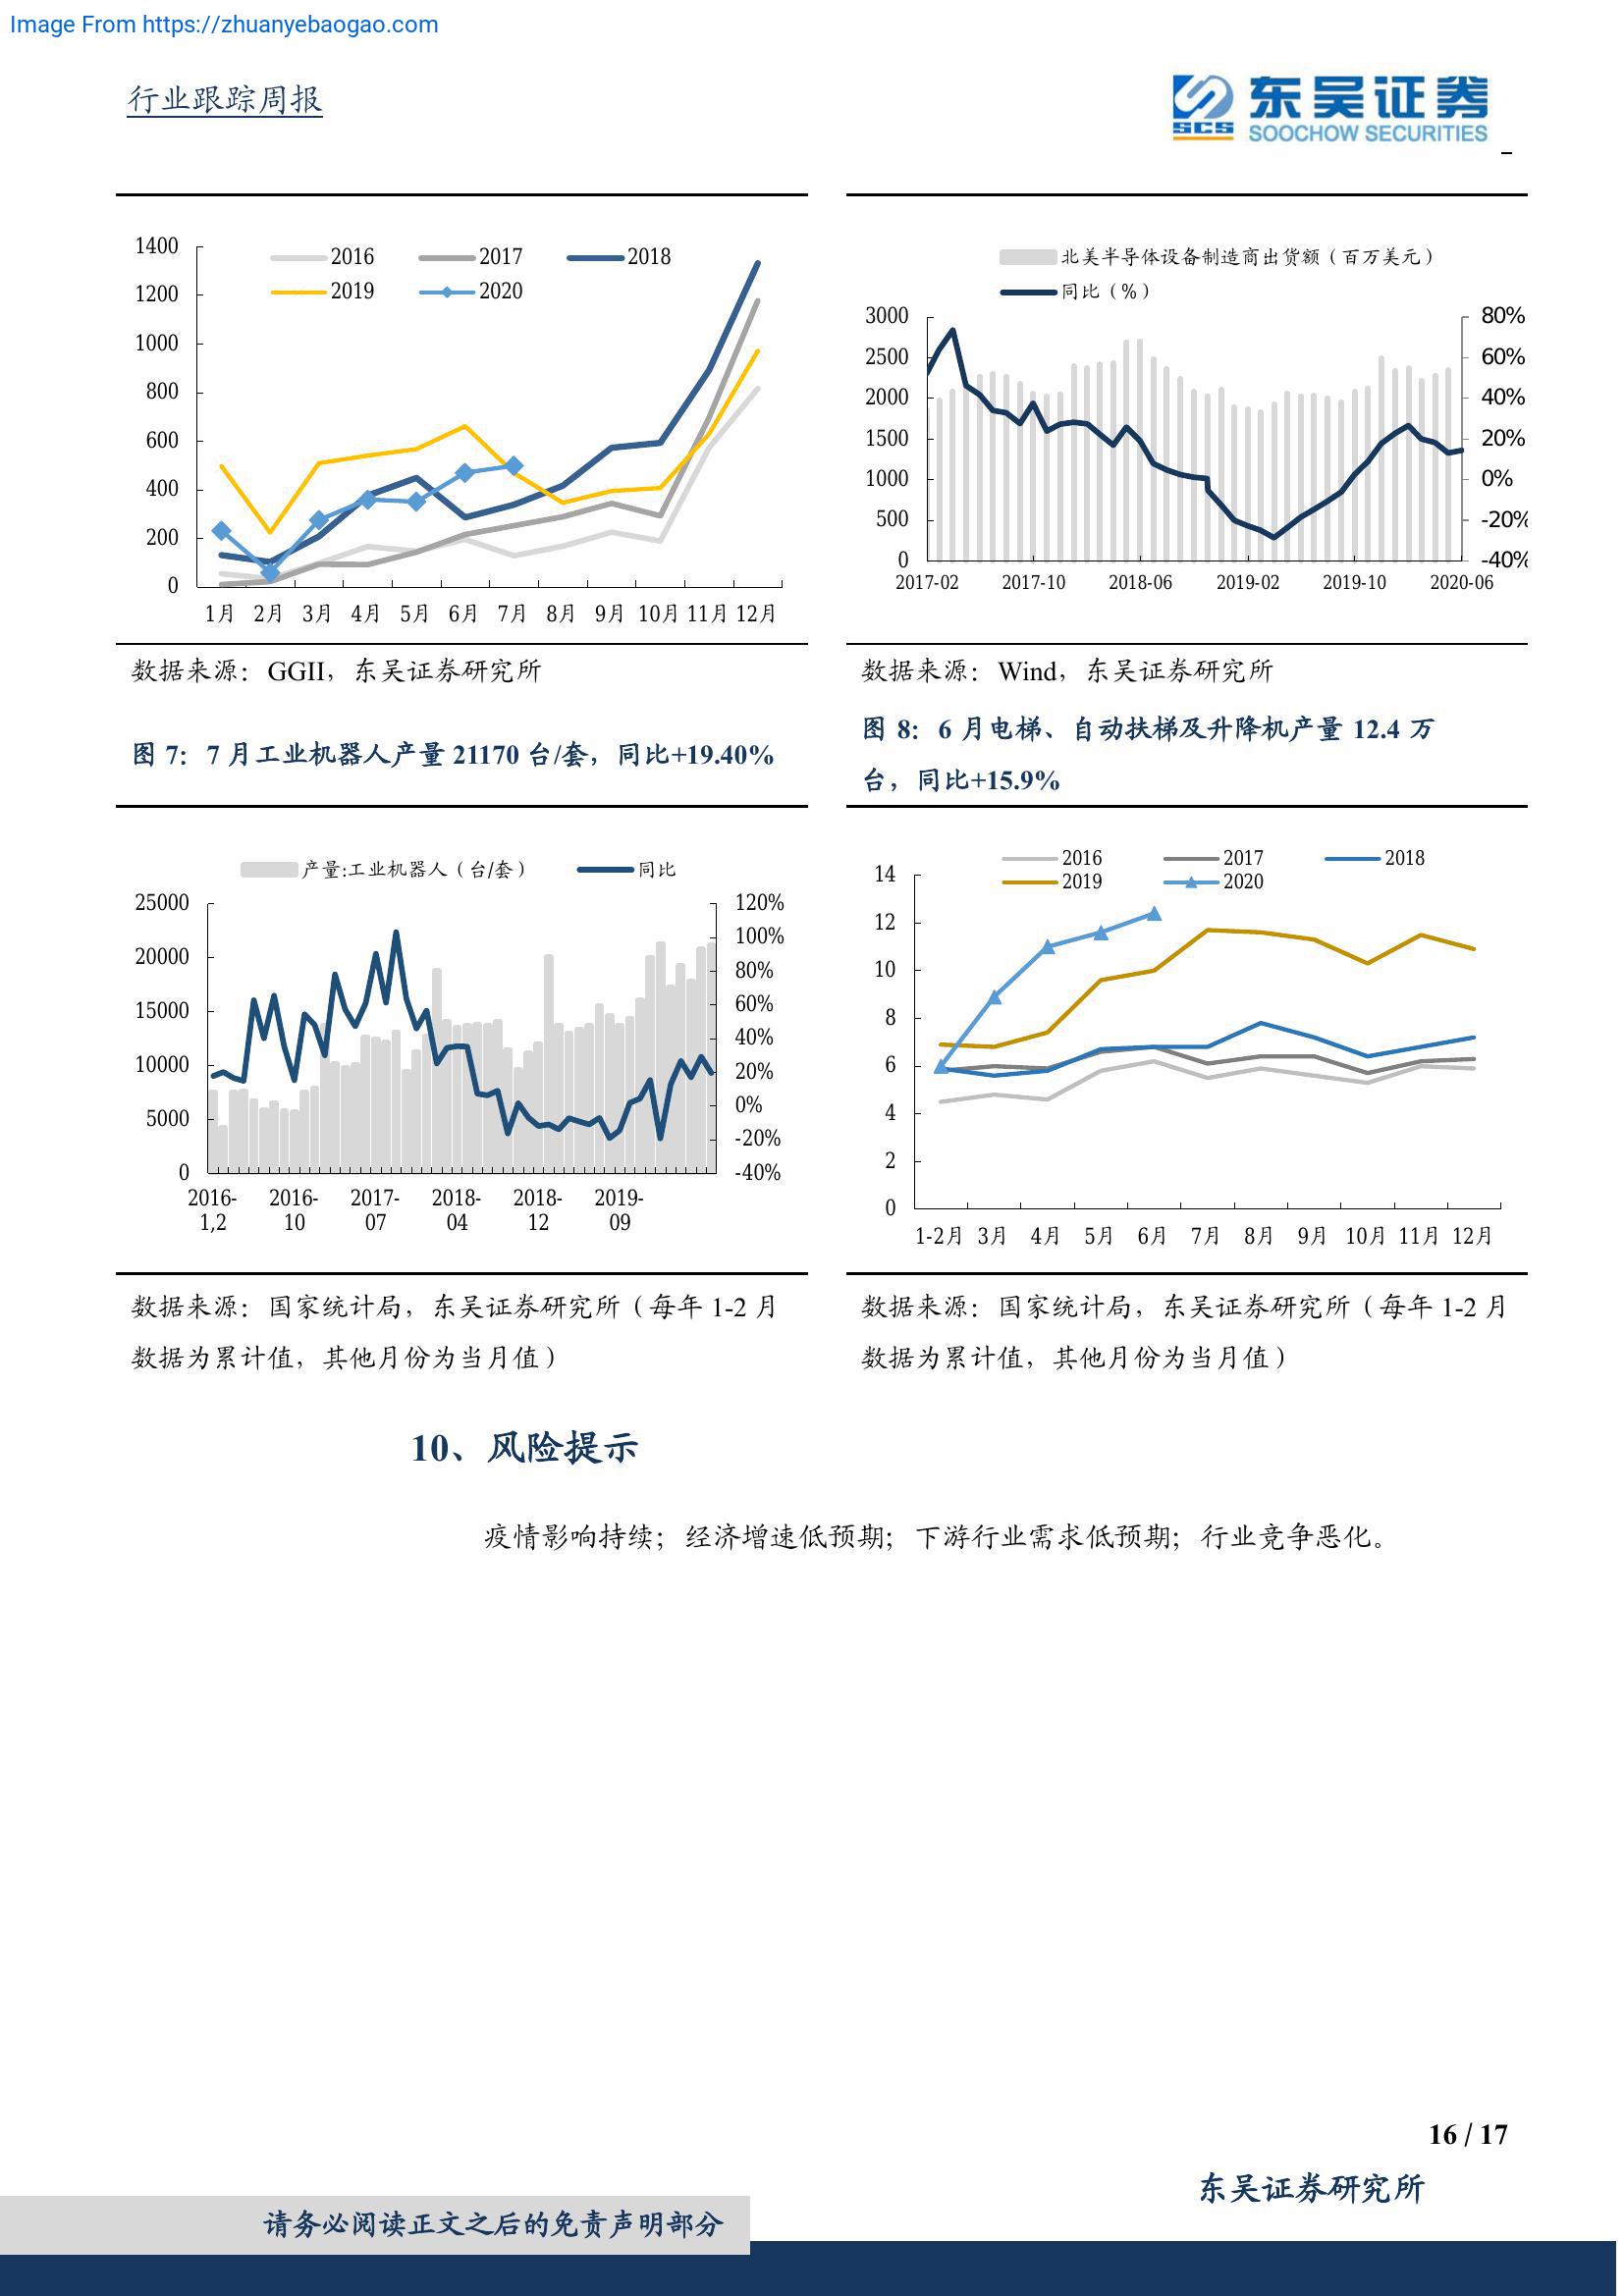 Image From https://zhuanyebaogao.com
行业跟踪周报
东吴证券
SCS
SOOCHOW SECURITIES
2016 2017 2018
2019 2020
1400
1200
1000
800
600
400
200
0
1月 2月 3月 4月 5月 6月 7月 8月 9月 10月 11月 12月
北美半导体设备制造商出货额（百万美元）
同比（%）
3000
2500
2000
1500
1000
500
0
80%
60%
40%
20%
0%
-20%
-40%
2017-02 2017-10 2018-06 2019-02 2019-10 2020-06
数据来源：GGII，东吴证券研究所
数据来源：Wind，东吴证券研究所
图 7：7 月工业机器人产量 21170 台/套，同比+19.40%
图 8：6 月电梯、自动扶梯及升降机产量 12.4 万
台，同比+15.9%
产量:工业机器人（台/套） 同比
25000
20000
15000
10000
5000
0
120%
100%
80%
60%
40%
20%
0%
-20%
-40%
2016-1,2 2016-10 2017-07 2018-04 2018-12 2019-09
2016 2017 2018
2019 2020
14
12
10
8
6
4
2
0
1-2月 3月 4月 5月 6月 7月 8月 9月 10月 11月 12月
数据来源：国家统计局，东吴证券研究所（每年 1-2 月
数据为累计值，其他月份为当月值）
数据来源：国家统计局，东吴证券研究所（每年 1-2 月
数据为累计值，其他月份为当月值）
10、风险提示
疫情影响持续；经济增速低预期；下游行业需求低预期；行业竞争恶化。
16 / 17
东吴证券研究所
请务必阅读正文之后的免责声明部分